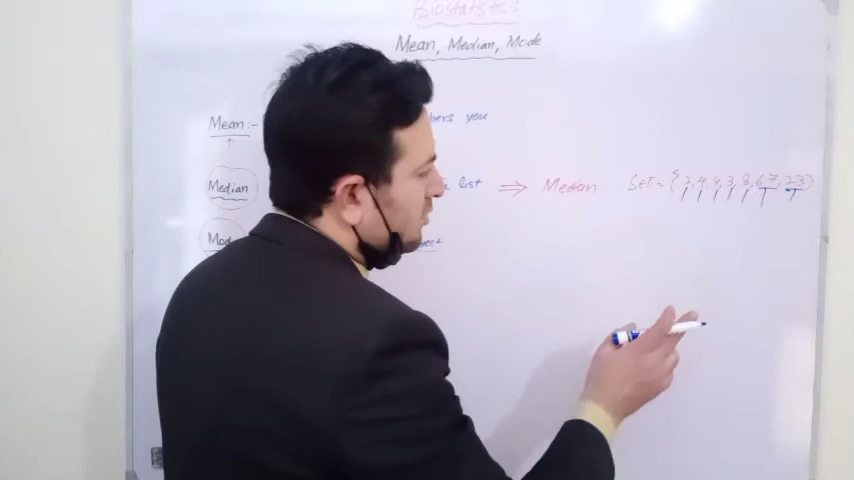 Biostatistics
Mean, Median, Mode
Mean:- bers you
Median list ⇒ Median. SET = {2,4,4,3,8,6,7,23}
Mod